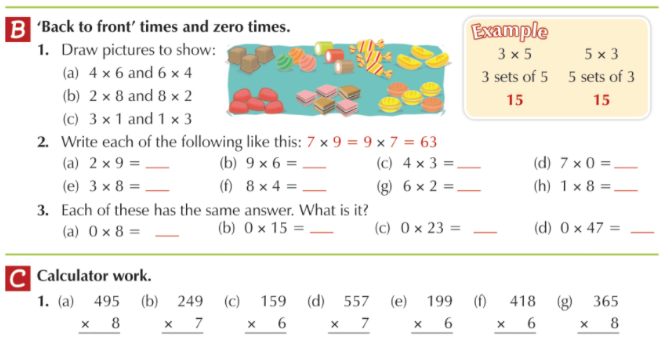 B 'Back to front' times and zero times.
1. Draw pictures to show:
(a) 4 × 6 and 6 × 4
(b) 2 × 8 and 8 × 2
(c) 3 × 1 and 1 × 3
Example
3 × 5 5 × 3
3 sets of 5 5 sets of 3
15 15
2. Write each of the following like this: 7 × 9 = 9 × 7 = 63
(a) 2 × 9 = ___ (b) 9 × 6 = ___ (c) 4 × 3 = ___ (d) 7 × 0 = ___
(e) 3 × 8 = ___ (f) 8 × 4 = ___ (g) 6 × 2 = ___ (h) 1 × 8 = ___
3. Each of these has the same answer. What is it?
(a) 0 × 8 = ___ (b) 0 × 15 = ___ (c) 0 × 23 = ___ (d) 0 × 47 = ___
C Calculator work.
1. (a) 495 (b) 249 (c) 159 (d) 557 (e) 199 (f) 418 (g) 365
× 8 × 7 × 6 × 7 × 6 × 6 × 8